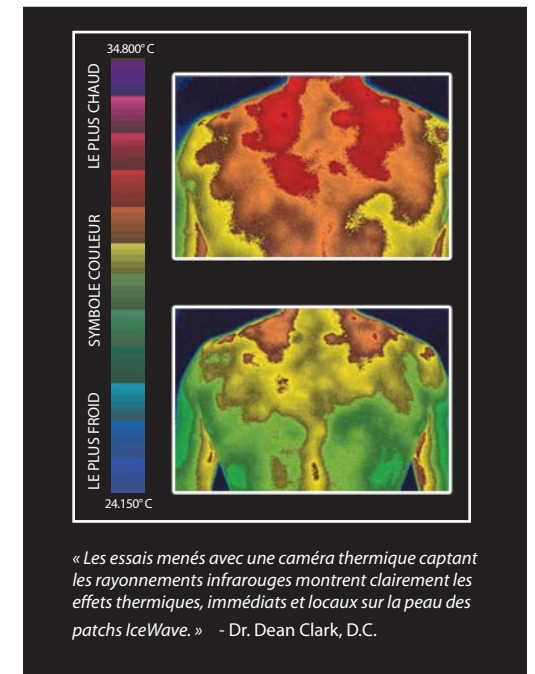 34.800° C
LE PLUS CHAUD
SYMBOLE COULEUR
LE PLUS FROID
24.150° C
« Les essais menés avec une caméra thermique captant
les rayonnements infrarouges montrent clairement les
effets thermiques, immédiats et locaux sur la peau des
patchs IceWave. » - Dr. Dean Clark, D.C.